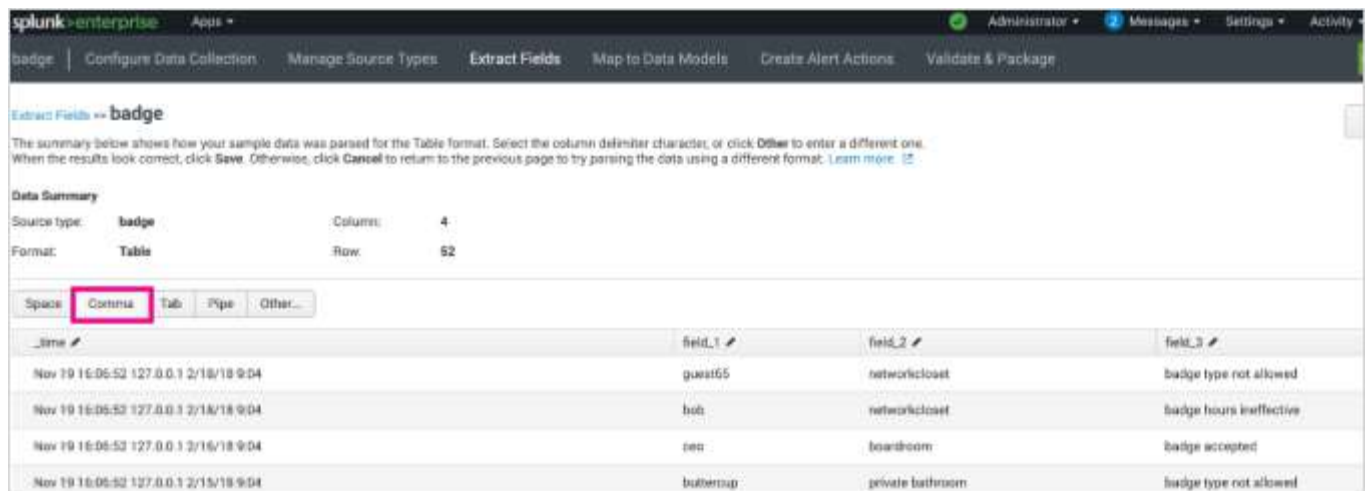 splunk>enterprise Apps Administrator 2 Messages Settings Activity
badge Configure Data Collection Manage Source Types Extract Fields Map to Data Models Create Alert Actions Validate & Package
Extract Fields >> badge
The summary below shows how your sample data was parsed for the Table format. Select the column delimiter character, or click Other to enter a different one.
When the results look correct, click Save. Otherwise, click Cancel to return to the previous page to try parsing the data using a different format. Learn more
Data Summary
Source type: badge Column: 4
Format: Table Row: 52
Space Comma Tab Pipe Other...
_time field_1 field_2 field_3
Nov 19 16:06:52 127.0.0.1 2/18/18 9:04 guest65 networkcloset badge type not allowed
Nov 19 16:06:52 127.0.0.1 2/18/18 9:04 bob networkcloset badge hours ineffective
Nov 19 16:06:52 127.0.0.1 2/16/18 9:04 boardroom badge accepted
Nov 19 16:06:52 127.0.0.1 2/15/18 9:04 buttercup private bathroom badge type not allowed